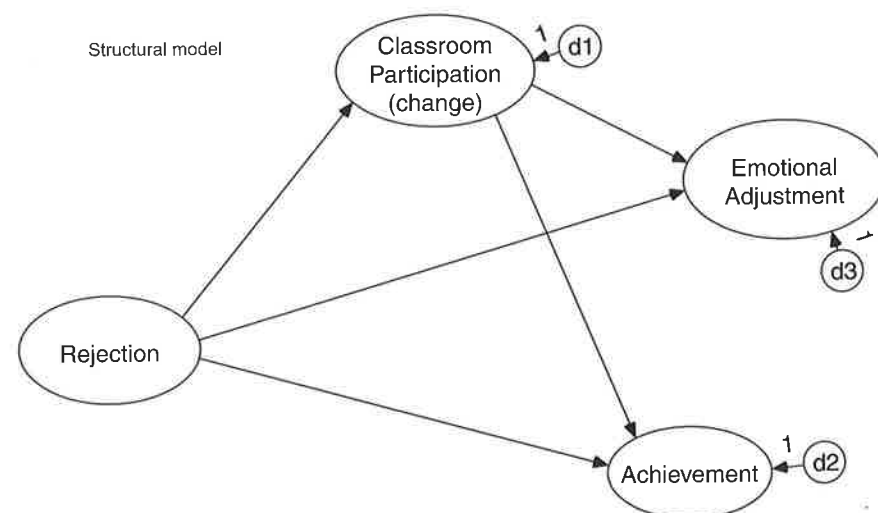 Structural model
Classroom
Participation
(change)
1
d1
Emotional
Adjustment
1
d3
Rejection
Achievement
1
d2